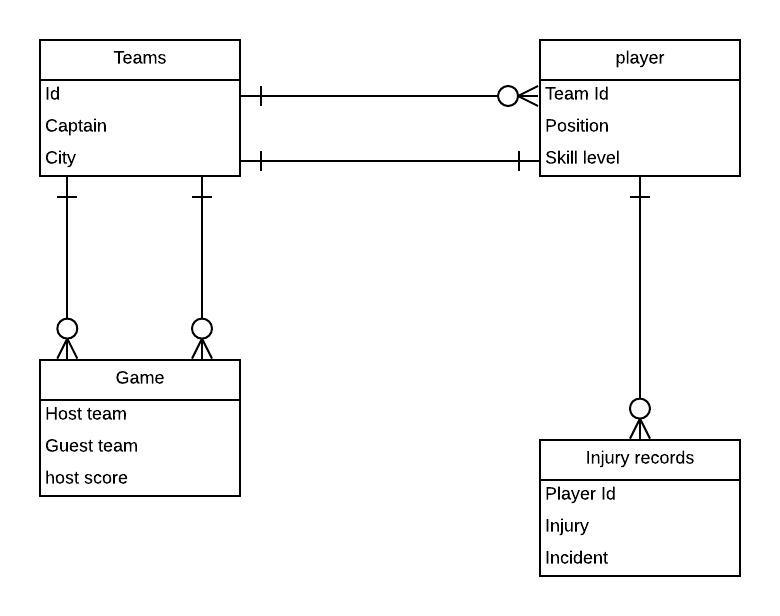 Teams
Id
Captain
City
player
Team Id
Position
Skill level
Game
Host team
Guest team
host score
Injury records
Player Id
Injury
Incident